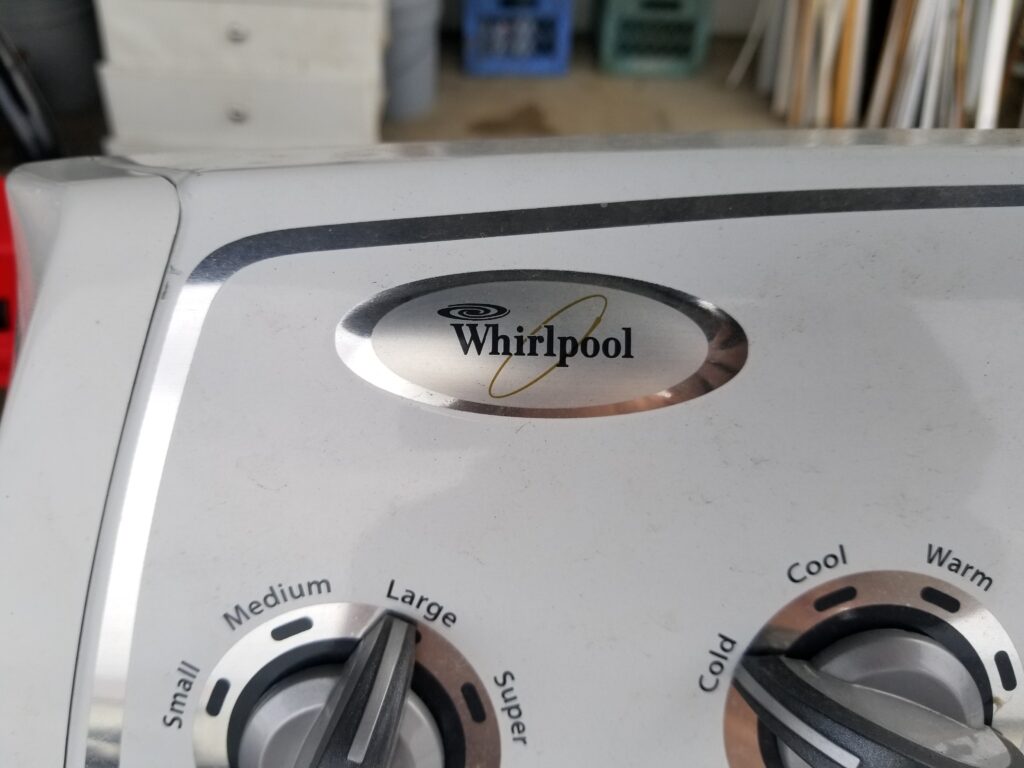 Whirlpool
Small
Medium
Large
Super
Cold
Cool
Warm